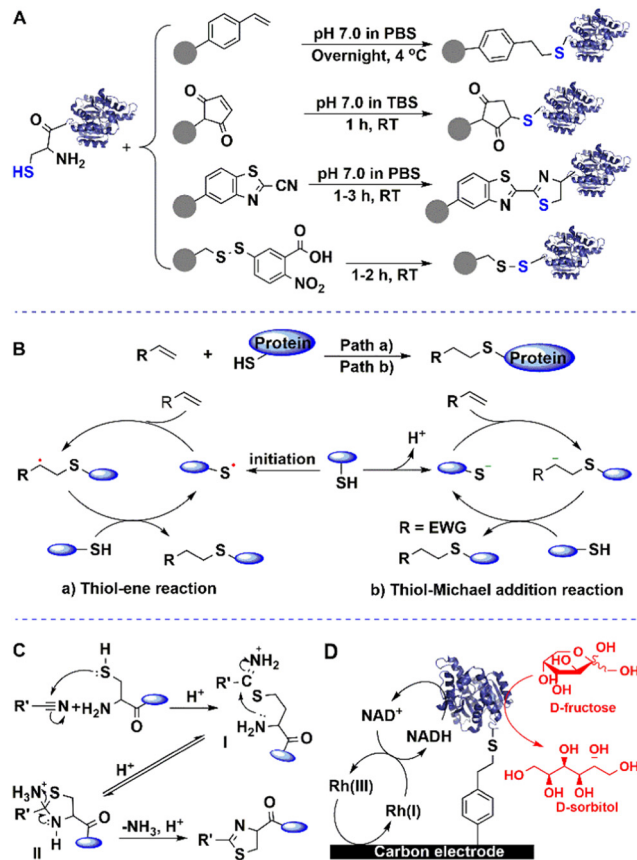 A
pH 7.0 in PBS
Overnight, 4 °C
S
O
O
pH 7.0 in TBS
1 h, RT
O
S
O
O
HS
NH₂
+
S
N
CN
pH 7.0 in PBS
1-3 h, RT
S
N
N
S
S-S
O
OH
NO₂
1-2 h, RT
S-S
B
R + HS Protein
Path a)
Path b)
R S Protein
R
R
H⁺
R S
S•
initiation
SH
S⁻
R S
SH
R S
R = EWG
R S
SH
a) Thiol-ene reaction
b) Thiol-Michael addition reaction
C
H
S
R'
N + H₂N
O
H⁺
NH₂
R'
S
NH₂
O
I
H⁺
H₃N
S
R'
N
H
O
II
-NH₃, H⁺
R'
S
N
O
D
NAD⁺
NADH
Rh(III)
Rh(I)
S
Carbon electrode
O
OH
HO
OH
OH
OH
D-fructose
OH
OH
OH
HO
OH
OH
D-sorbitol